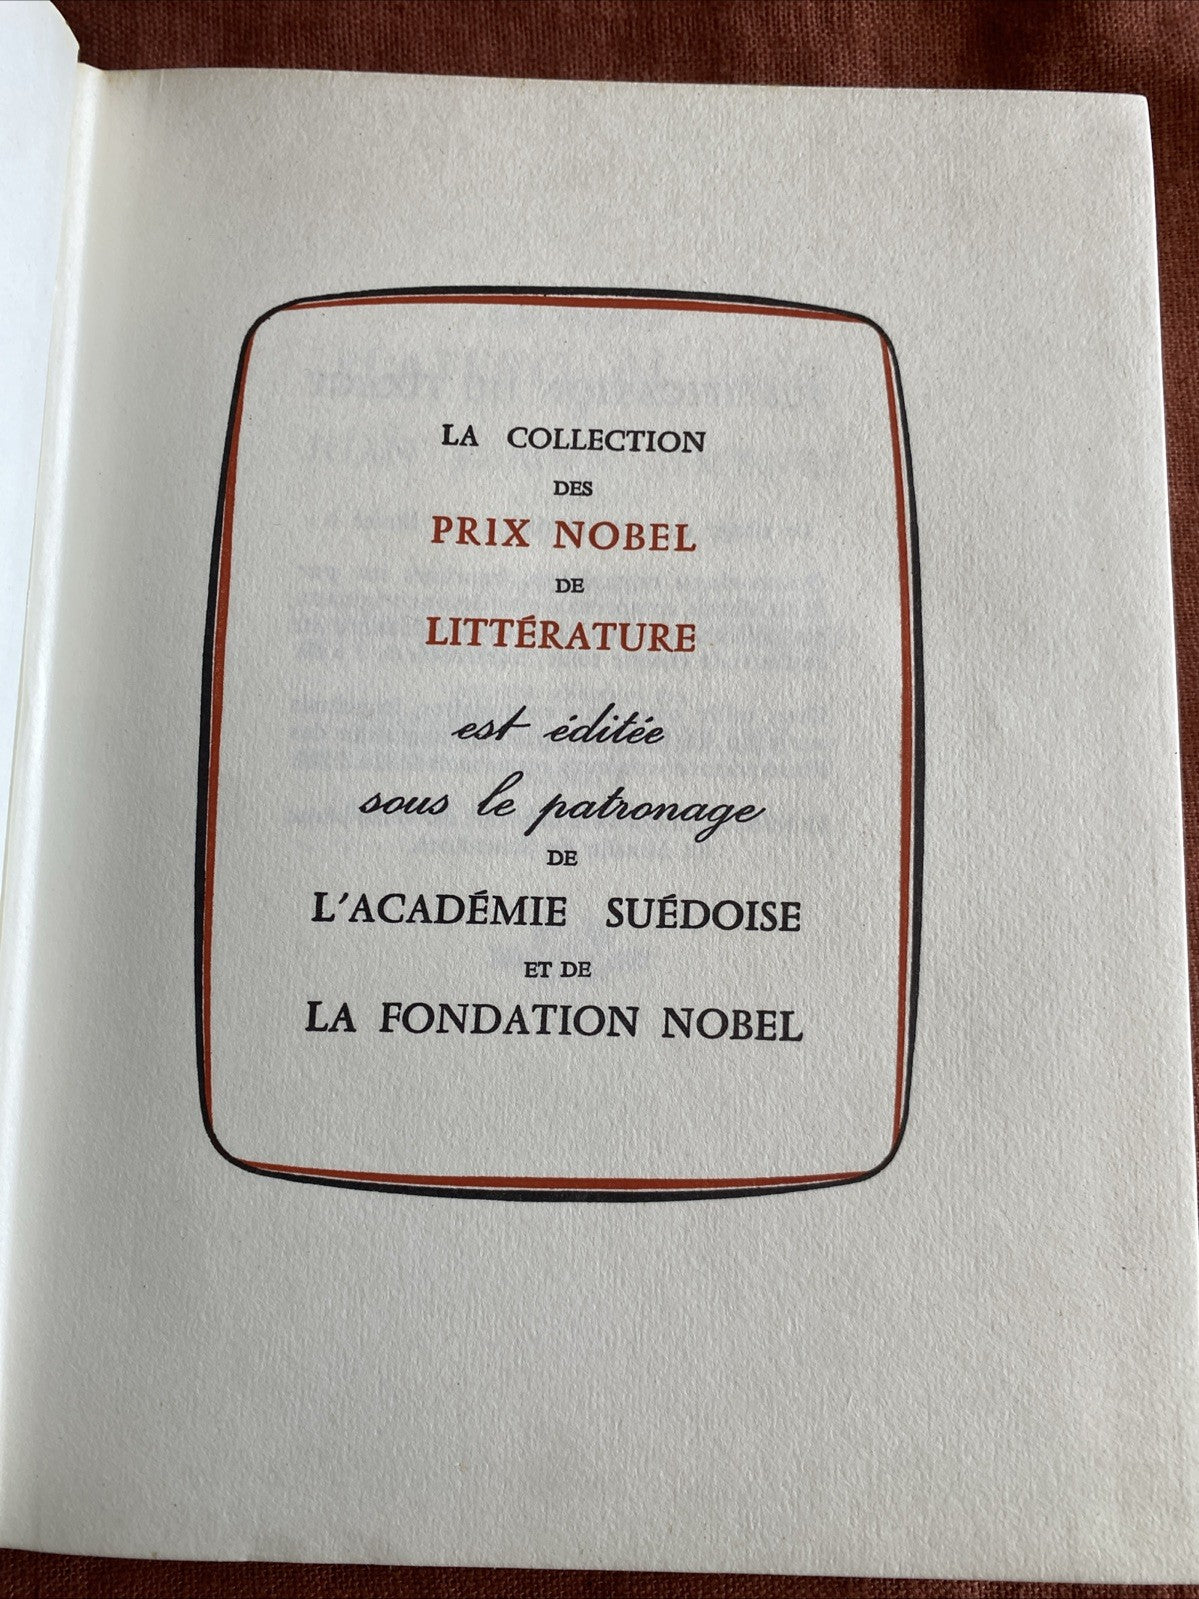 LA COLLECTION
DES
PRIX NOBEL
DE
LITTÉRATURE
est éditée
sous le patronage
DE
L'ACADÉMIE SUÉDOISE
ET DE
LA FONDATION NOBEL